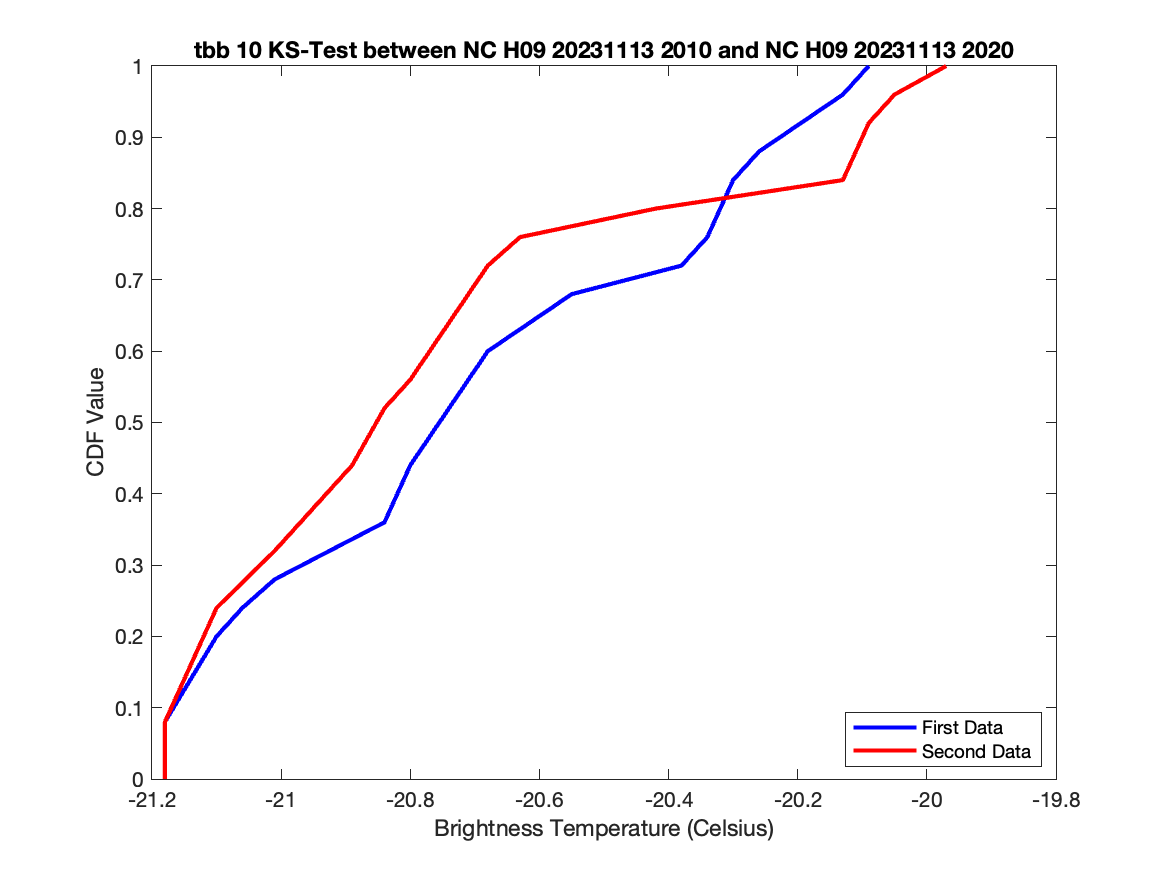 tbb 10 KS-Test between NC H09 20231113 2010 and NC H09 20231113 2020
1
0.9
0.8
0.7
0.6
0.5
0.4
0.3
0.2
0.1
0
CDF Value
-21.2 -21 -20.8 -20.6 -20.4 -20.2 -20 -19.8
Brightness Temperature (Celsius)
First Data
Second Data